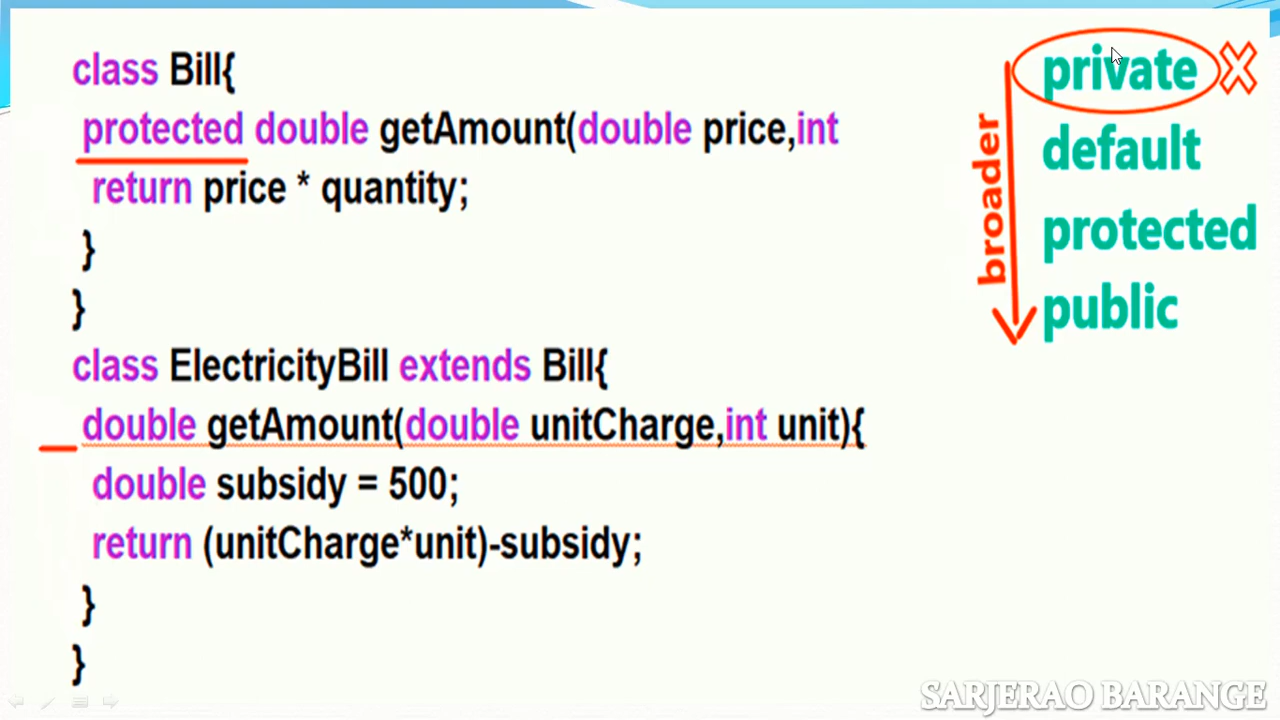 class Bill{
protected double getAmount(double price,int
return price * quantity;
}
}
class ElectricityBill extends Bill{
double getAmount(double unitCharge,int unit){
double subsidy = 500;
return (unitCharge*unit)-subsidy;
}
}
broader
private X
default
protected
public
SARJERAO BARANGE